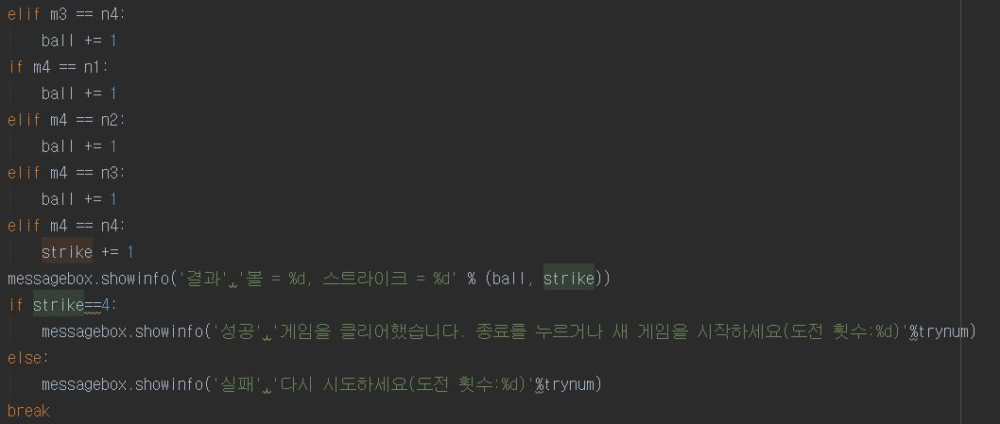 elif m3 == n4:
    ball += 1
if m4 == n1:
    ball += 1
elif m4 == n2:
    ball += 1
elif m4 == n3:
    ball += 1
elif m4 == n4:
    strike += 1
messagebox.showinfo('결과','볼 = %d, 스트라이크 = %d' % (ball, strike))
if strike==4:
    messagebox.showinfo('성공','게임을 클리어했습니다. 종료를 누르거나 새 게임을 시작하세요(도전 횟수:%d)'%trynum)
else:
    messagebox.showinfo('실패','다시 시도하세요(도전 횟수:%d)'%trynum)
break